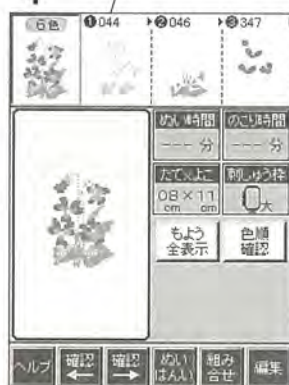 6色 ❶044 ▶❷046 ▶❸347
ぬい時間 のこり時間
--- 分 --- 分
たて×よこ 刺しゅう枠
08×11 大
cm cm
もよう 色順
全表示 確認
ヘルプ 確認 確認 ぬい 組み 編集
← → はんい 合せ